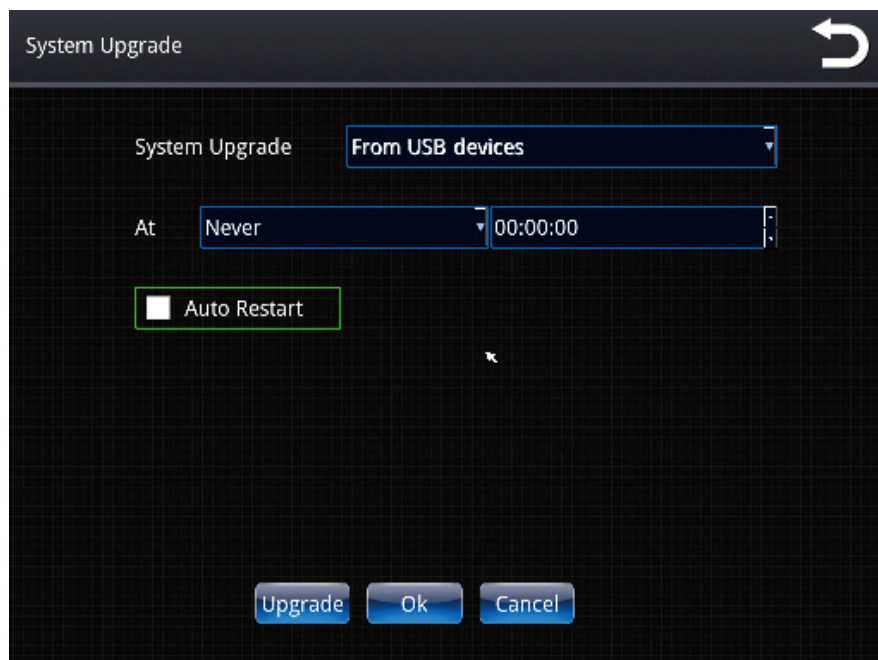 System Upgrade
System Upgrade From USB devices
At Never 00:00:00
Auto Restart
Upgrade Ok Cancel